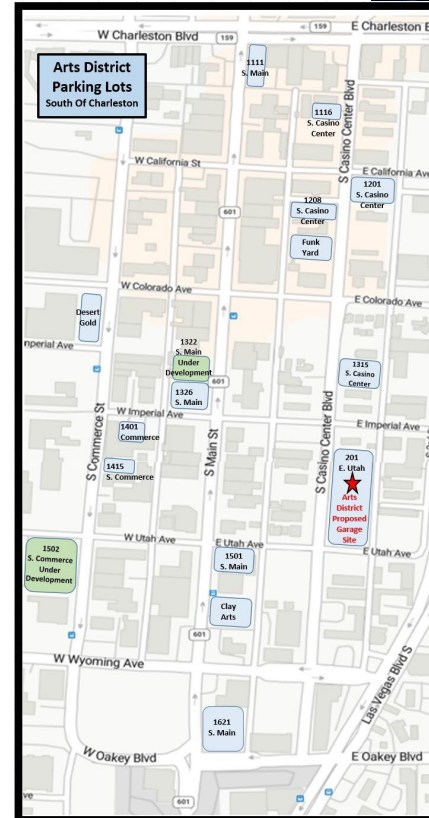 W Charleston Blvd
159
159
E Charleston B
Arts District
Parking Lots
South Of Charleston
1111
S. Main
1116
S. Casino
Center
S Casino Center Blvd
W California St
E California Ave
1201
S. Casino
Center
601
1208
S. Casino
Center
Funk
Yard
W Colorado Ave
E Colorado Ave
Desert
Gold
nperial Ave
1322
S. Main
Under
Development
601
1326
S. Main
1315
S. Casino
Center
W Imperial Ave
E Imperial Ave
1401
Commerce
S Commerce St
S Main St
S Casino Center Blvd
1415
S. Commerce
201
E. Utah
Arts
District
Proposed
Garage
Site
W Utah Ave
E Utah Ave
E Utah Ave
1502
S. Commerce
Under
Development
1501
S. Main
Clay
Arts
601
W Wyoming Ave
Las Vegas Blvd S
1621
S. Main
W Oakey Blvd
E Oakey Blvd
ve
601